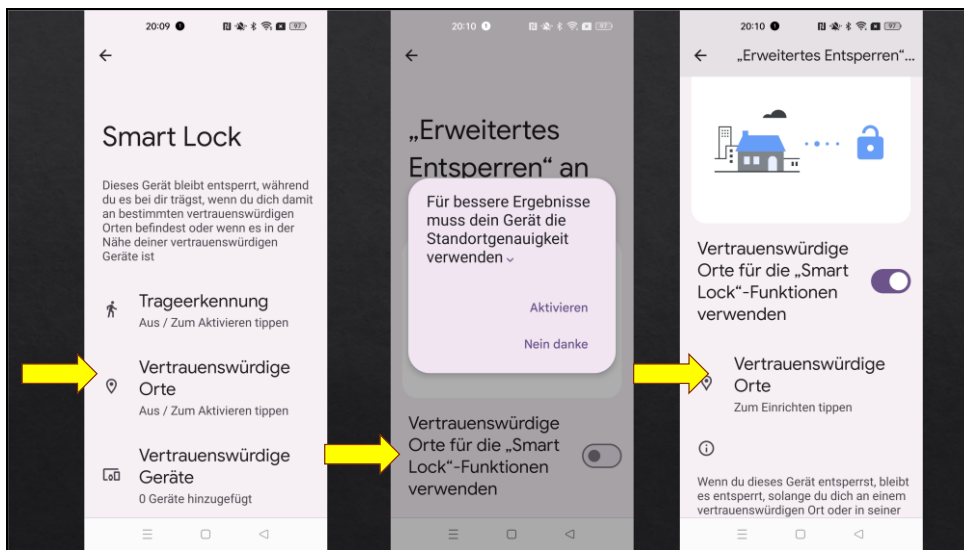 20:09
97
Smart Lock
Dieses Gerät bleibt entsperrt, während
du es bei dir trägst, wenn du dich damit
an bestimmten vertrauenswürdigen
Orten befindest oder wenn es in der
Nähe deiner vertrauenswürdigen
Geräte ist
Trageerkennung
Aus / Zum Aktivieren tippen
Vertrauenswürdige
Orte
Aus / Zum Aktivieren tippen
Vertrauenswürdige
Geräte
0 Geräte hinzugefügt
20:10
97
„Erweitertes
Entsperren“ an
Für bessere Ergebnisse
muss dein Gerät die
Standortgenauigkeit
verwenden
Aktivieren
Nein danke
Vertrauenswürdige
Orte für die „Smart
Lock“-Funktionen
verwenden
20:10
97
„Erweitertes Entsperren“...
Vertrauenswürdige
Orte für die „Smart
Lock“-Funktionen
verwenden
Vertrauenswürdige
Orte
Zum Einrichten tippen
Wenn du dieses Gerät entsperrst, bleibt
es entsperrt, solange du dich an einem
vertrauenswürdigen Ort oder in seiner